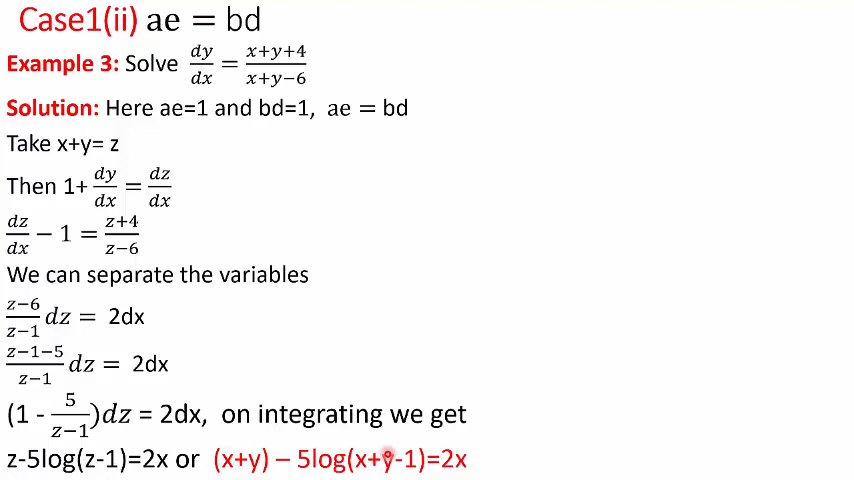 Case1(ii) ae = bd
Example 3: Solve dy/dx = x+y+4/x+y−6
Solution: Here ae=1 and bd=1, ae = bd
Take x+y= z
Then 1+ dy/dx = dz/dx
dz/dx − 1 = z+4/z−6
We can separate the variables
z−6/z−1 dz = 2dx
z−1−5/z−1 dz = 2dx
(1 - 5/z−1)dz = 2dx, on integrating we get
z-5log(z-1)=2x or (x+y) – 5log(x+y-1)=2x